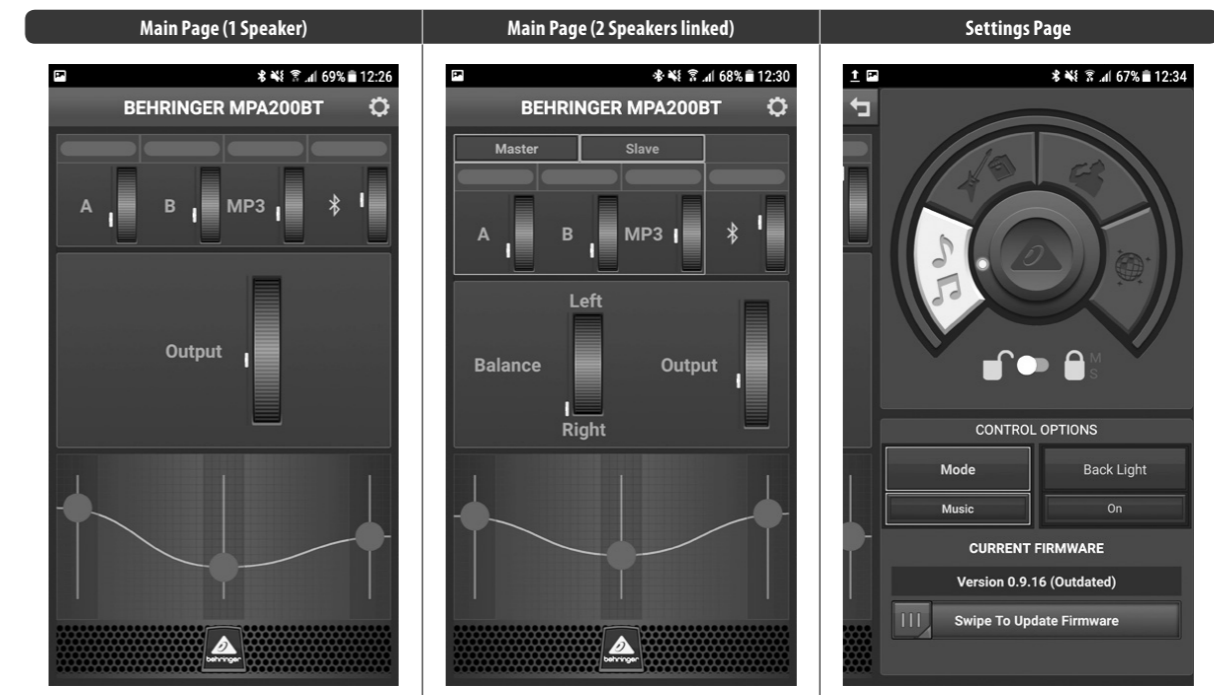 Main Page (1 Speaker)
69% 12:26
BEHRINGER MPA200BT
A B MP3
Output
behringer
Main Page (2 Speakers linked)
68% 12:30
BEHRINGER MPA200BT
Master Slave
A B MP3
Left
Balance Output
Right
behringer
Settings Page
67% 12:34
M
S
CONTROL OPTIONS
Mode Back Light
Music On
CURRENT FIRMWARE
Version 0.9.16 (Outdated)
Swipe To Update Firmware